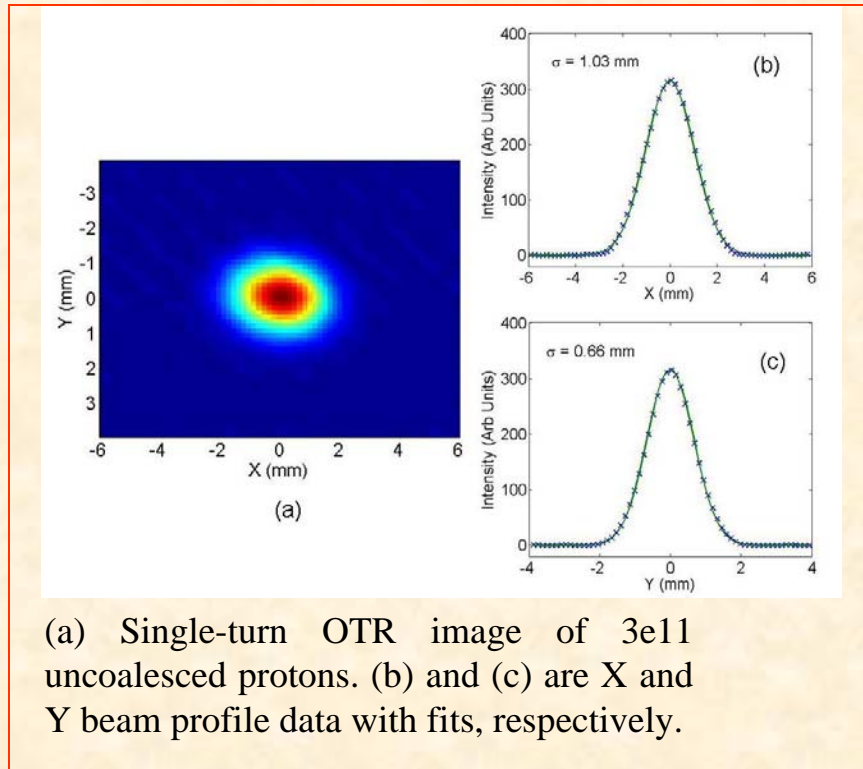 -3
-2
-1
0
1
2
3
Y (mm)
-6 -4 -2 0 2 4 6
X (mm)
(a)
400
300
200
100
0
Intensity (Arb Units)
σ = 1.03 mm
(b)
-6 -4 -2 0 2 4 6
X (mm)
400
300
200
100
0
Intensity (Arb Units)
σ = 0.66 mm
(c)
-4 -2 0 2 4
Y (mm)
(a) Single-turn OTR image of 3e11
uncoalesced protons. (b) and (c) are X and
Y beam profile data with fits, respectively.